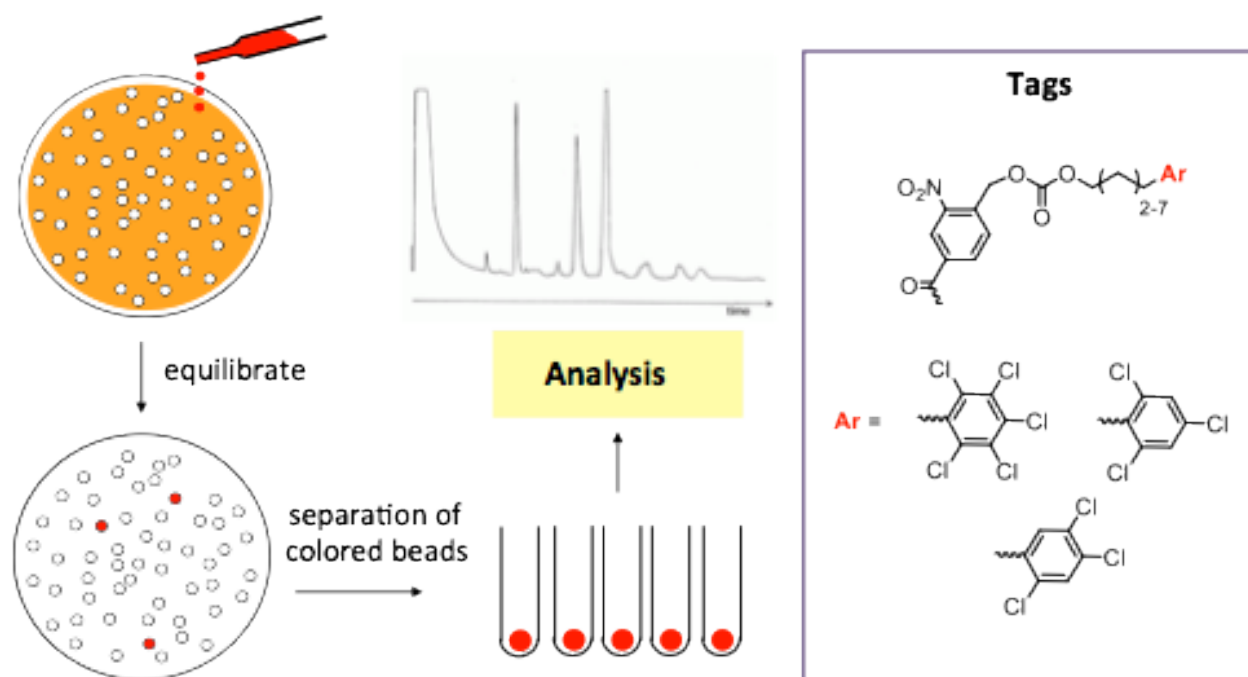 time
equilibrate
Analysis
separation of
colored beads
Tags
O₂N
O
O
O
Ar
2-7
O
Ar =
Cl
Cl
Cl
Cl
Cl
Cl
Cl
Cl
Cl
Cl
Cl